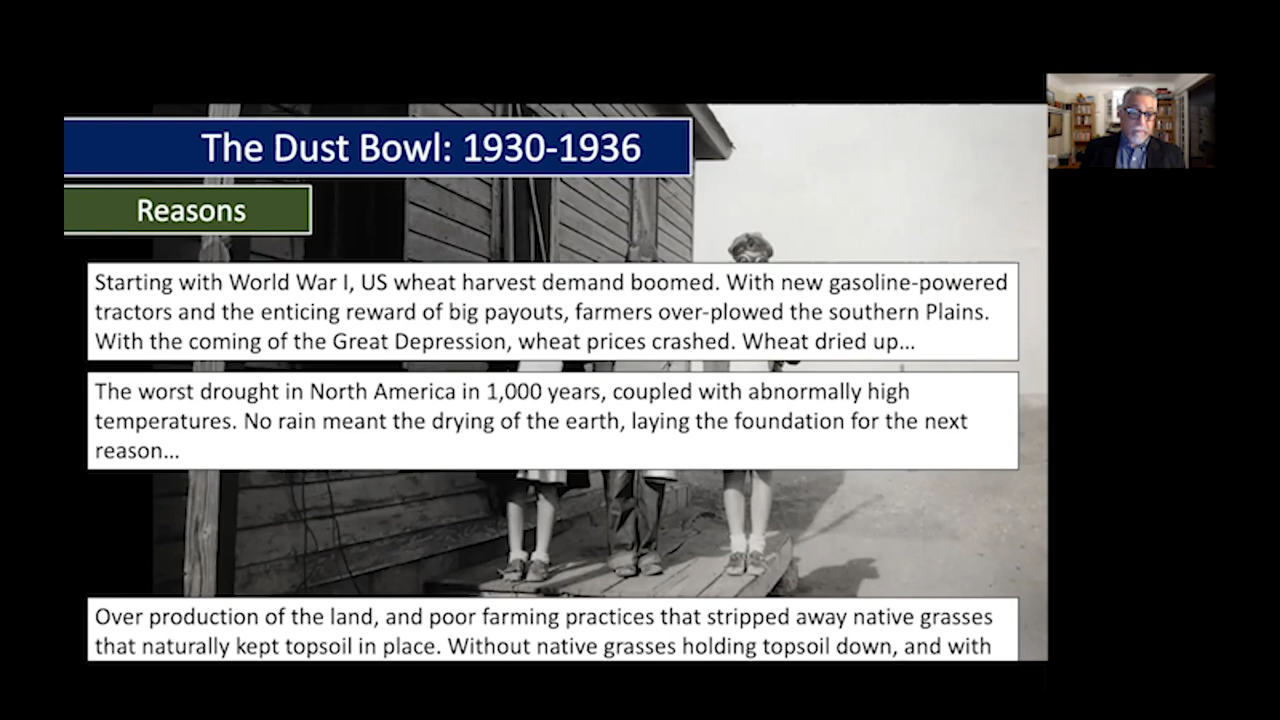 The Dust Bowl: 1930-1936
Reasons
Starting with World War I, US wheat harvest demand boomed. With new gasoline-powered
tractors and the enticing reward of big payouts, farmers over-plowed the southern Plains.
With the coming of the Great Depression, wheat prices crashed. Wheat dried up...
The worst drought in North America in 1,000 years, coupled with abnormally high
temperatures. No rain meant the drying of the earth, laying the foundation for the next
reason...
Over production of the land, and poor farming practices that stripped away native grasses
that naturally kept topsoil in place. Without native grasses holding topsoil down, and with